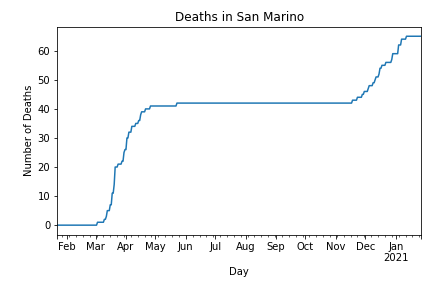 Deaths in San Marino
60
50
40
30
20
10
0
Number of Deaths
Feb Mar Apr May Jun Jul Aug Sep Oct Nov Dec Jan
2021
Day